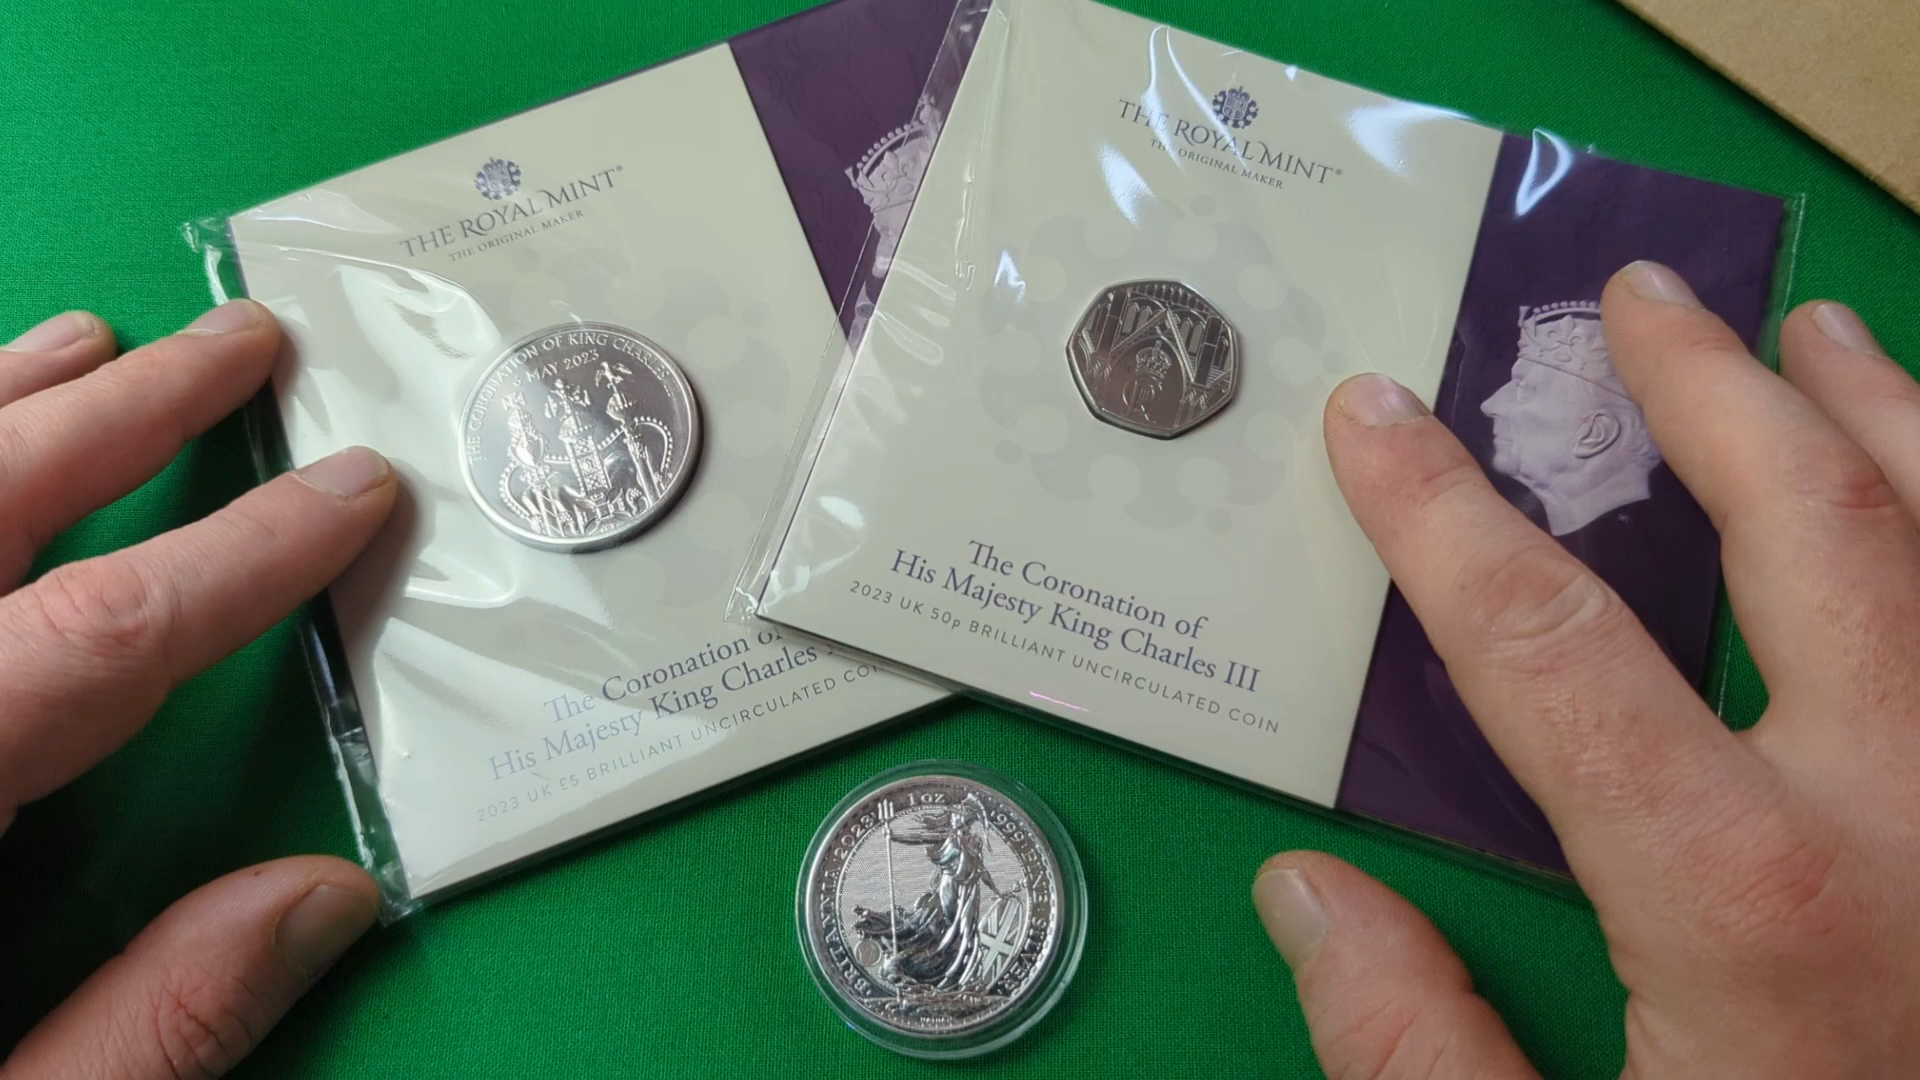 THE ROYAL MINT®
THE ORIGINAL MAKER
THE CORONATION OF KING CHARLES
6 MAY 2023
The Coronation of
His Majesty King Charles
2023 UK £5 BRILLIANT UNCIRCULATED COIN
THE ROYAL MINT®
THE ORIGINAL MAKER
The Coronation of
His Majesty King Charles III
2023 UK 50p BRILLIANT UNCIRCULATED COIN
BRITANNIA 2023
1 OZ
999 FINE SILVER